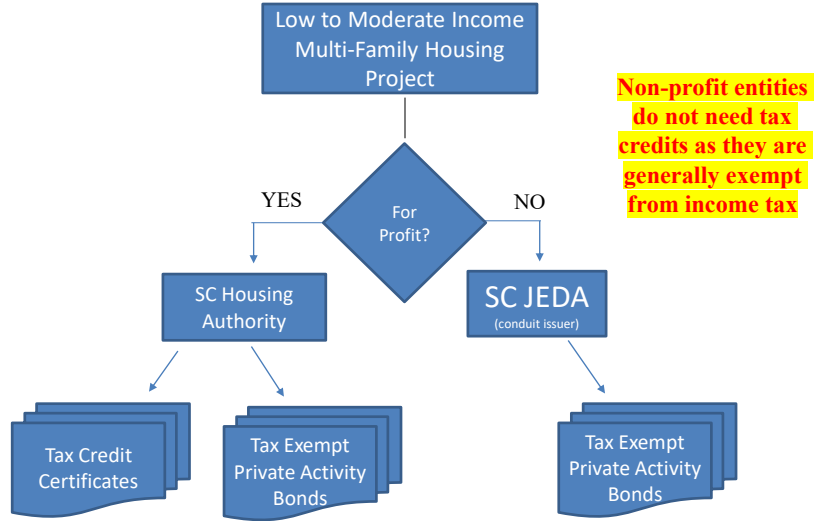 Low to Moderate Income
Multi-Family Housing
Project
Non-profit entities
do not need tax
credits as they are
generally exempt
from income tax
YES
For
Profit?
NO
SC Housing
Authority
SC JEDA
(conduit issuer)
Tax Credit
Certificates
Tax Exempt
Private Activity
Bonds
Tax Exempt
Private Activity
Bonds